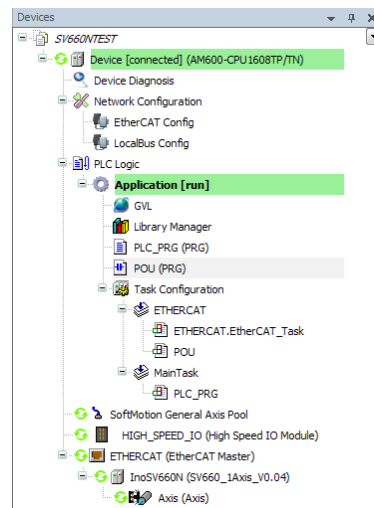 Devices
SV660NTEST
Device [connected] (AM600-CPU1608TP/TN)
Device Diagnosis
Network Configuration
EtherCAT Config
LocalBus Config
PLC Logic
Application [run]
GVL
Library Manager
PLC_PRG (PRG)
POU (PRG)
Task Configuration
ETHERCAT
ETHERCAT.EtherCAT_Task
POU
MainTask
PLC_PRG
SoftMotion General Axis Pool
HIGH_SPEED_IO (High Speed IO Module)
ETHERCAT (EtherCAT Master)
InoSV660N (SV660_1Axis_V0.04)
Axis (Axis)